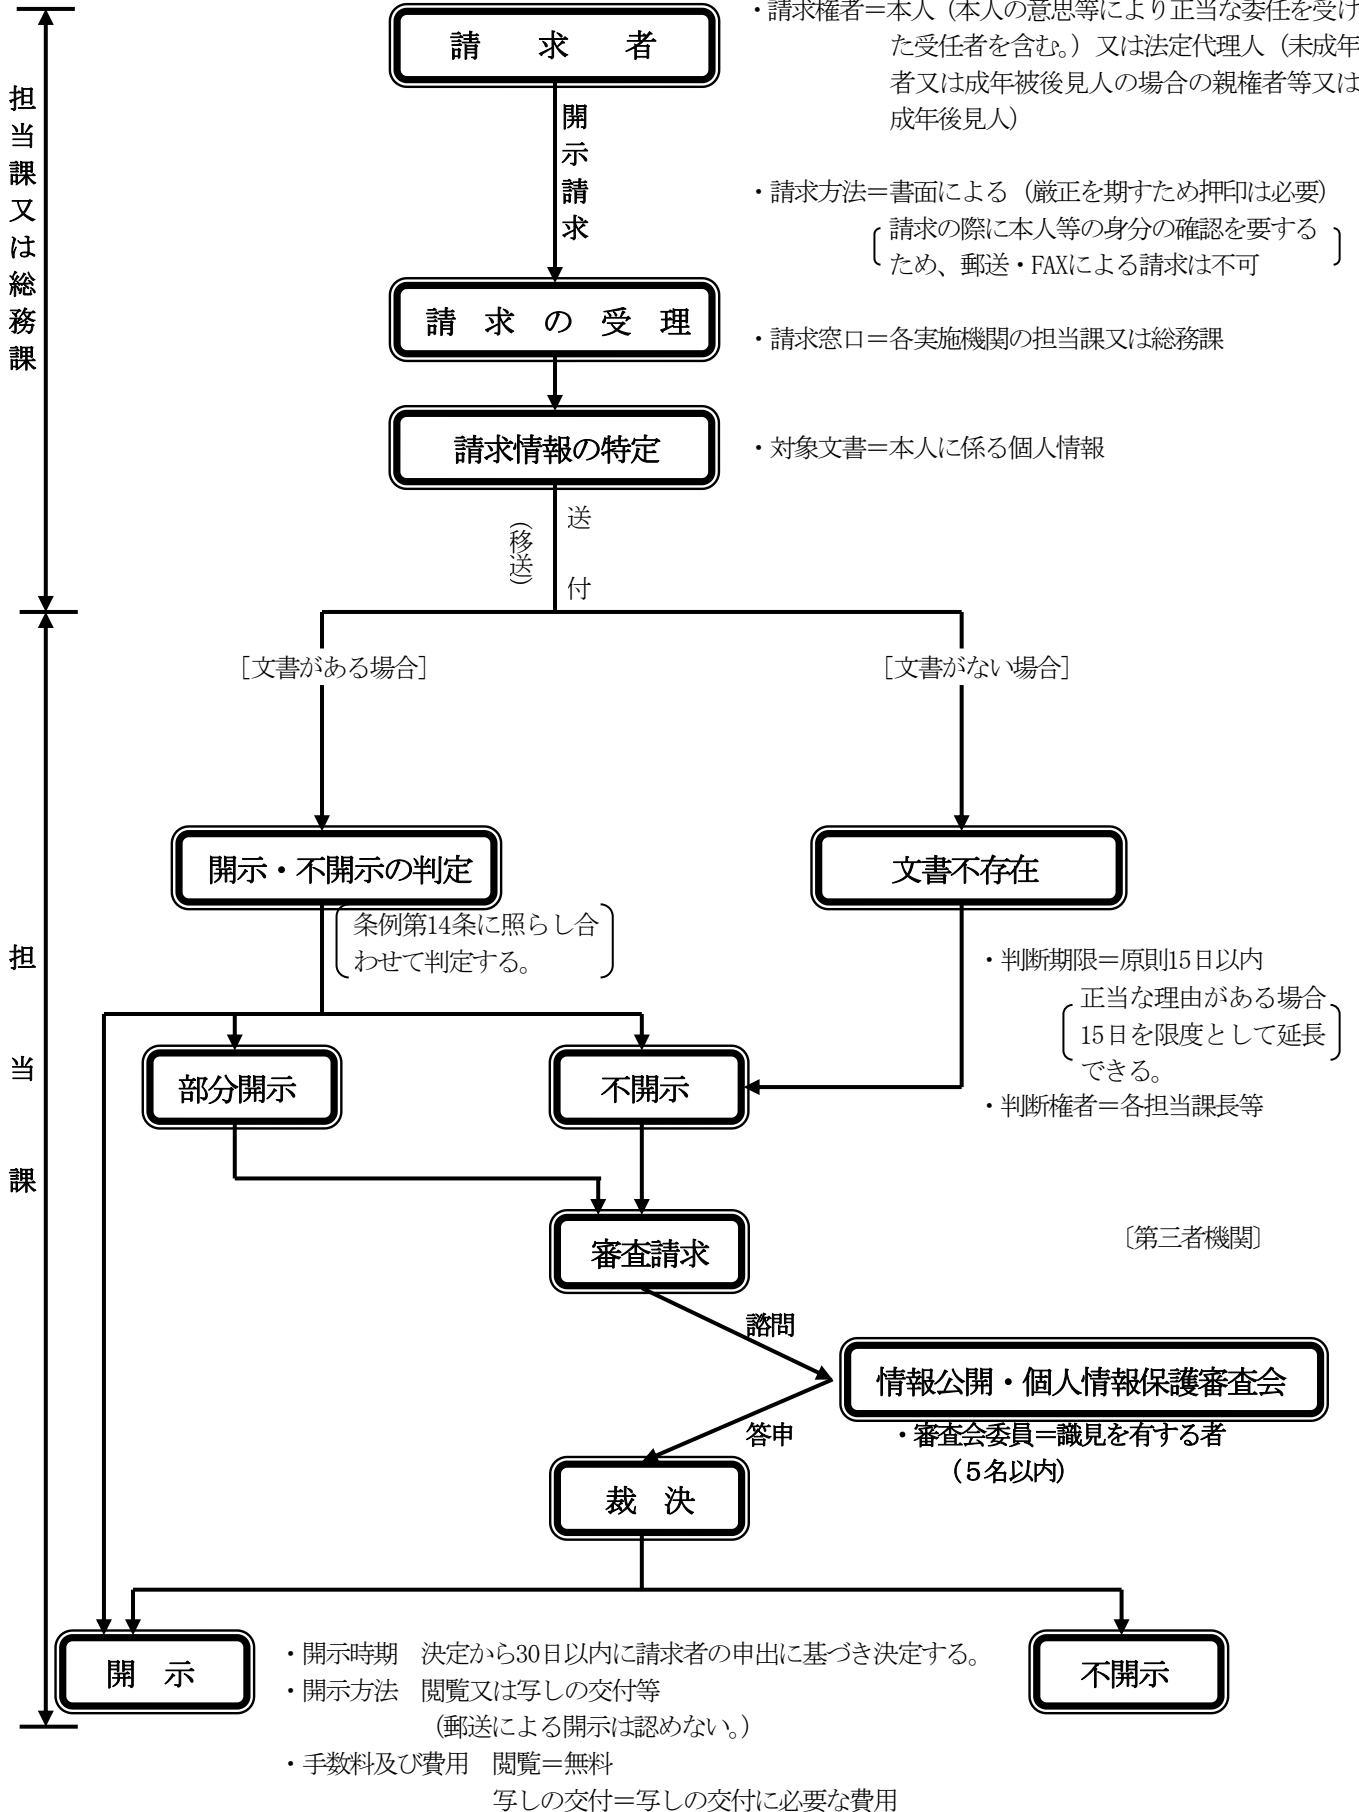 請　求　者
・請求権者＝本人（本人の意思等により正当な委任を受け
た受任者を含む。）又は法定代理人（未成年
者又は成年被後見人の場合の親権者等又は
成年後見人）
担当課又は総務課
開示請求
・請求方法＝書面による（厳正を期すため押印は必要）
請求の際に本人等の身分の確認を要する
ため、郵送・FAXによる請求は不可
請　求　の　受　理
・請求窓口＝各実施機関の担当課又は総務課
請求情報の特定
・対象文書＝本人に係る個人情報
（移送）
送　付
［文書がある場合］
［文書がない場合］
開示・不開示の判定
文書不存在
条例第14条に照らし合
わせて判定する。
担　当　課
・判断期限＝原則15日以内
正当な理由がある場合
15日を限度として延長
できる。
・判断権者＝各担当課長等
部分開示
不開示
審査請求
〔第三者機関〕
諮問
情報公開・個人情報保護審査会
答申
・審査会委員＝識見を有する者
（５名以内）
裁　決
開　示
・開示時期　決定から30日以内に請求者の申出に基づき決定する。
・開示方法　閲覧又は写しの交付等
（郵送による開示は認めない。）
・手数料及び費用　閲覧＝無料
写しの交付＝写しの交付に必要な費用
不開示